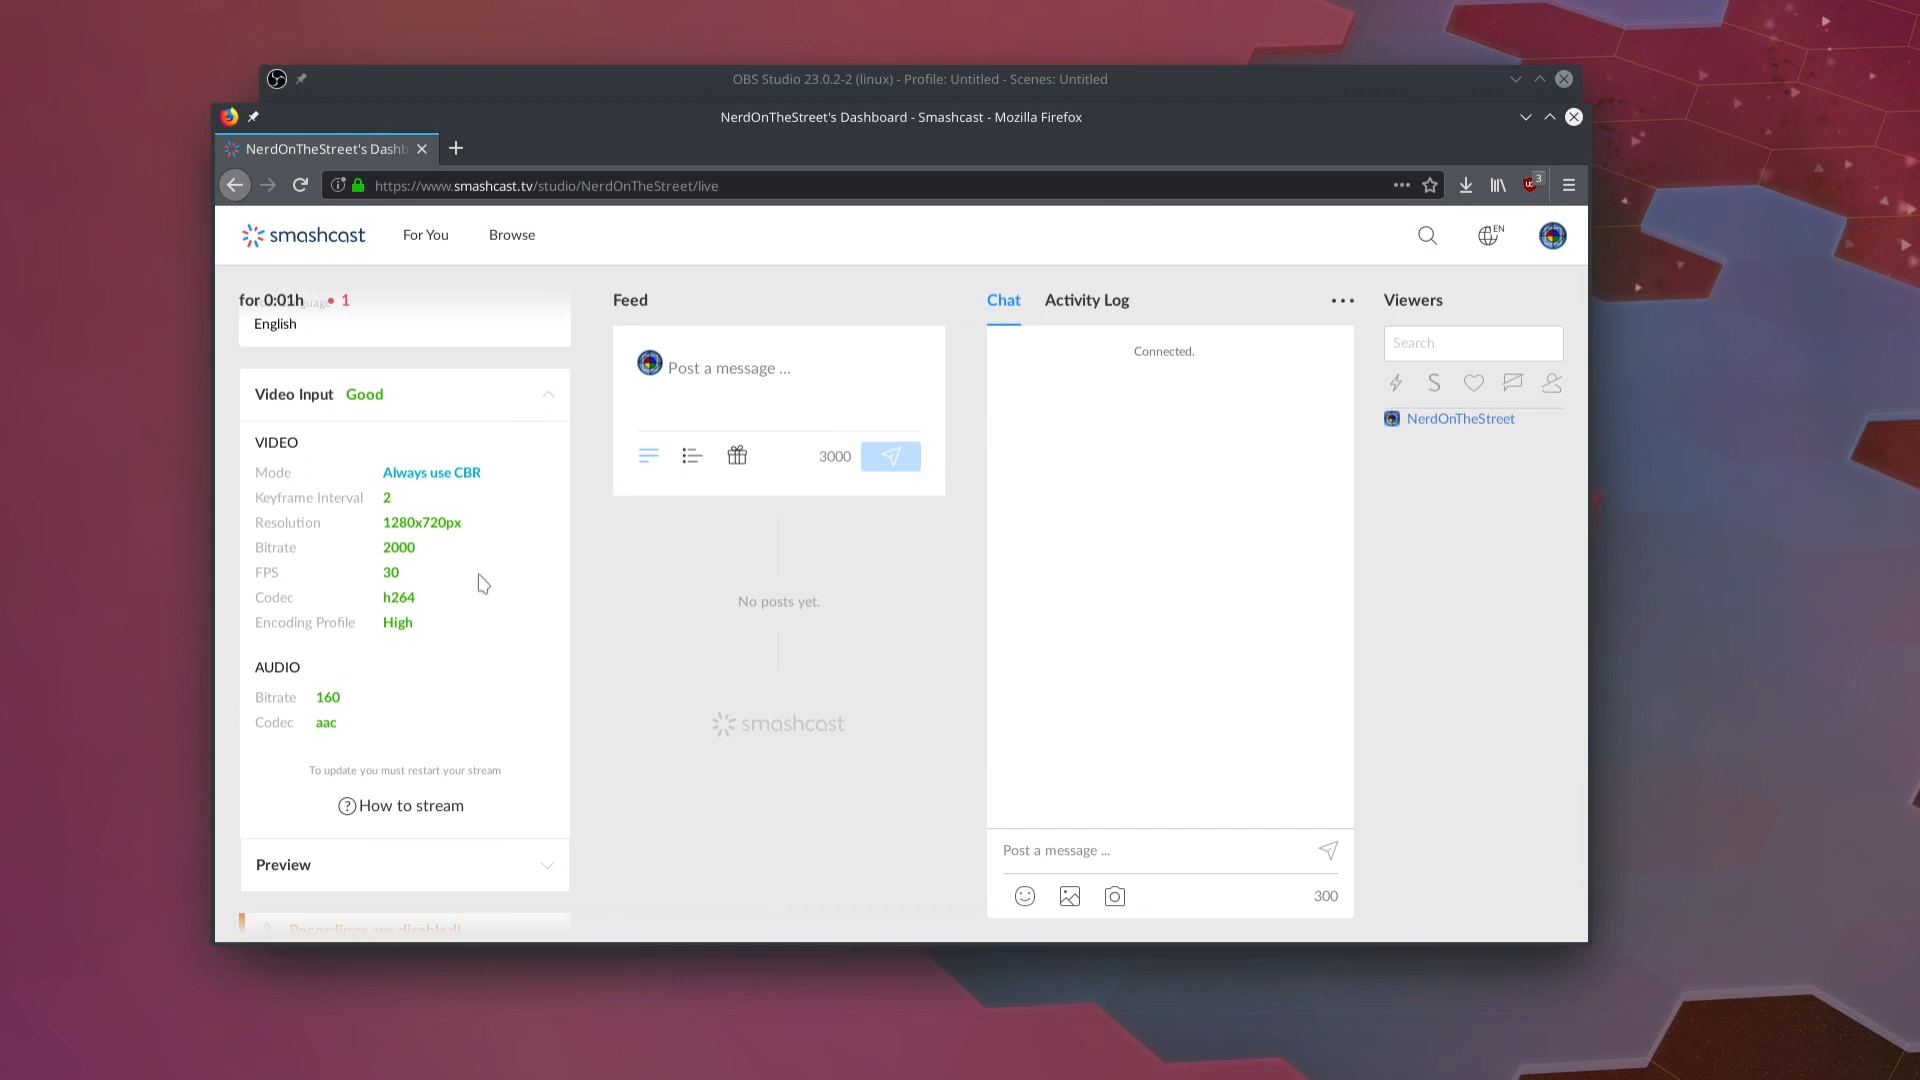 OBS Studio 23.0.2-2 (linux) - Profile: Untitled - Scenes: Untitled
NerdOnTheStreet's Dashboard - Smashcast - Mozilla Firefox
NerdOnTheStreet's Dashb
https://www.smashcast.tv/studio/NerdOnTheStreet/live
3
smashcast
For You
Browse
EN
for 0:01h
1
English
Video Input Good
VIDEO
Mode Always use CBR
Keyframe Interval 2
Resolution 1280x720px
Bitrate 2000
FPS 30
Codec h264
Encoding Profile High
AUDIO
Bitrate 160
Codec aac
To update you must restart your stream
How to stream
Preview
Recordings are disabled!
Feed
Post a message ...
3000
No posts yet.
smashcast
Chat
Activity Log
Connected.
Post a message ...
300
Viewers
Search
NerdOnTheStreet